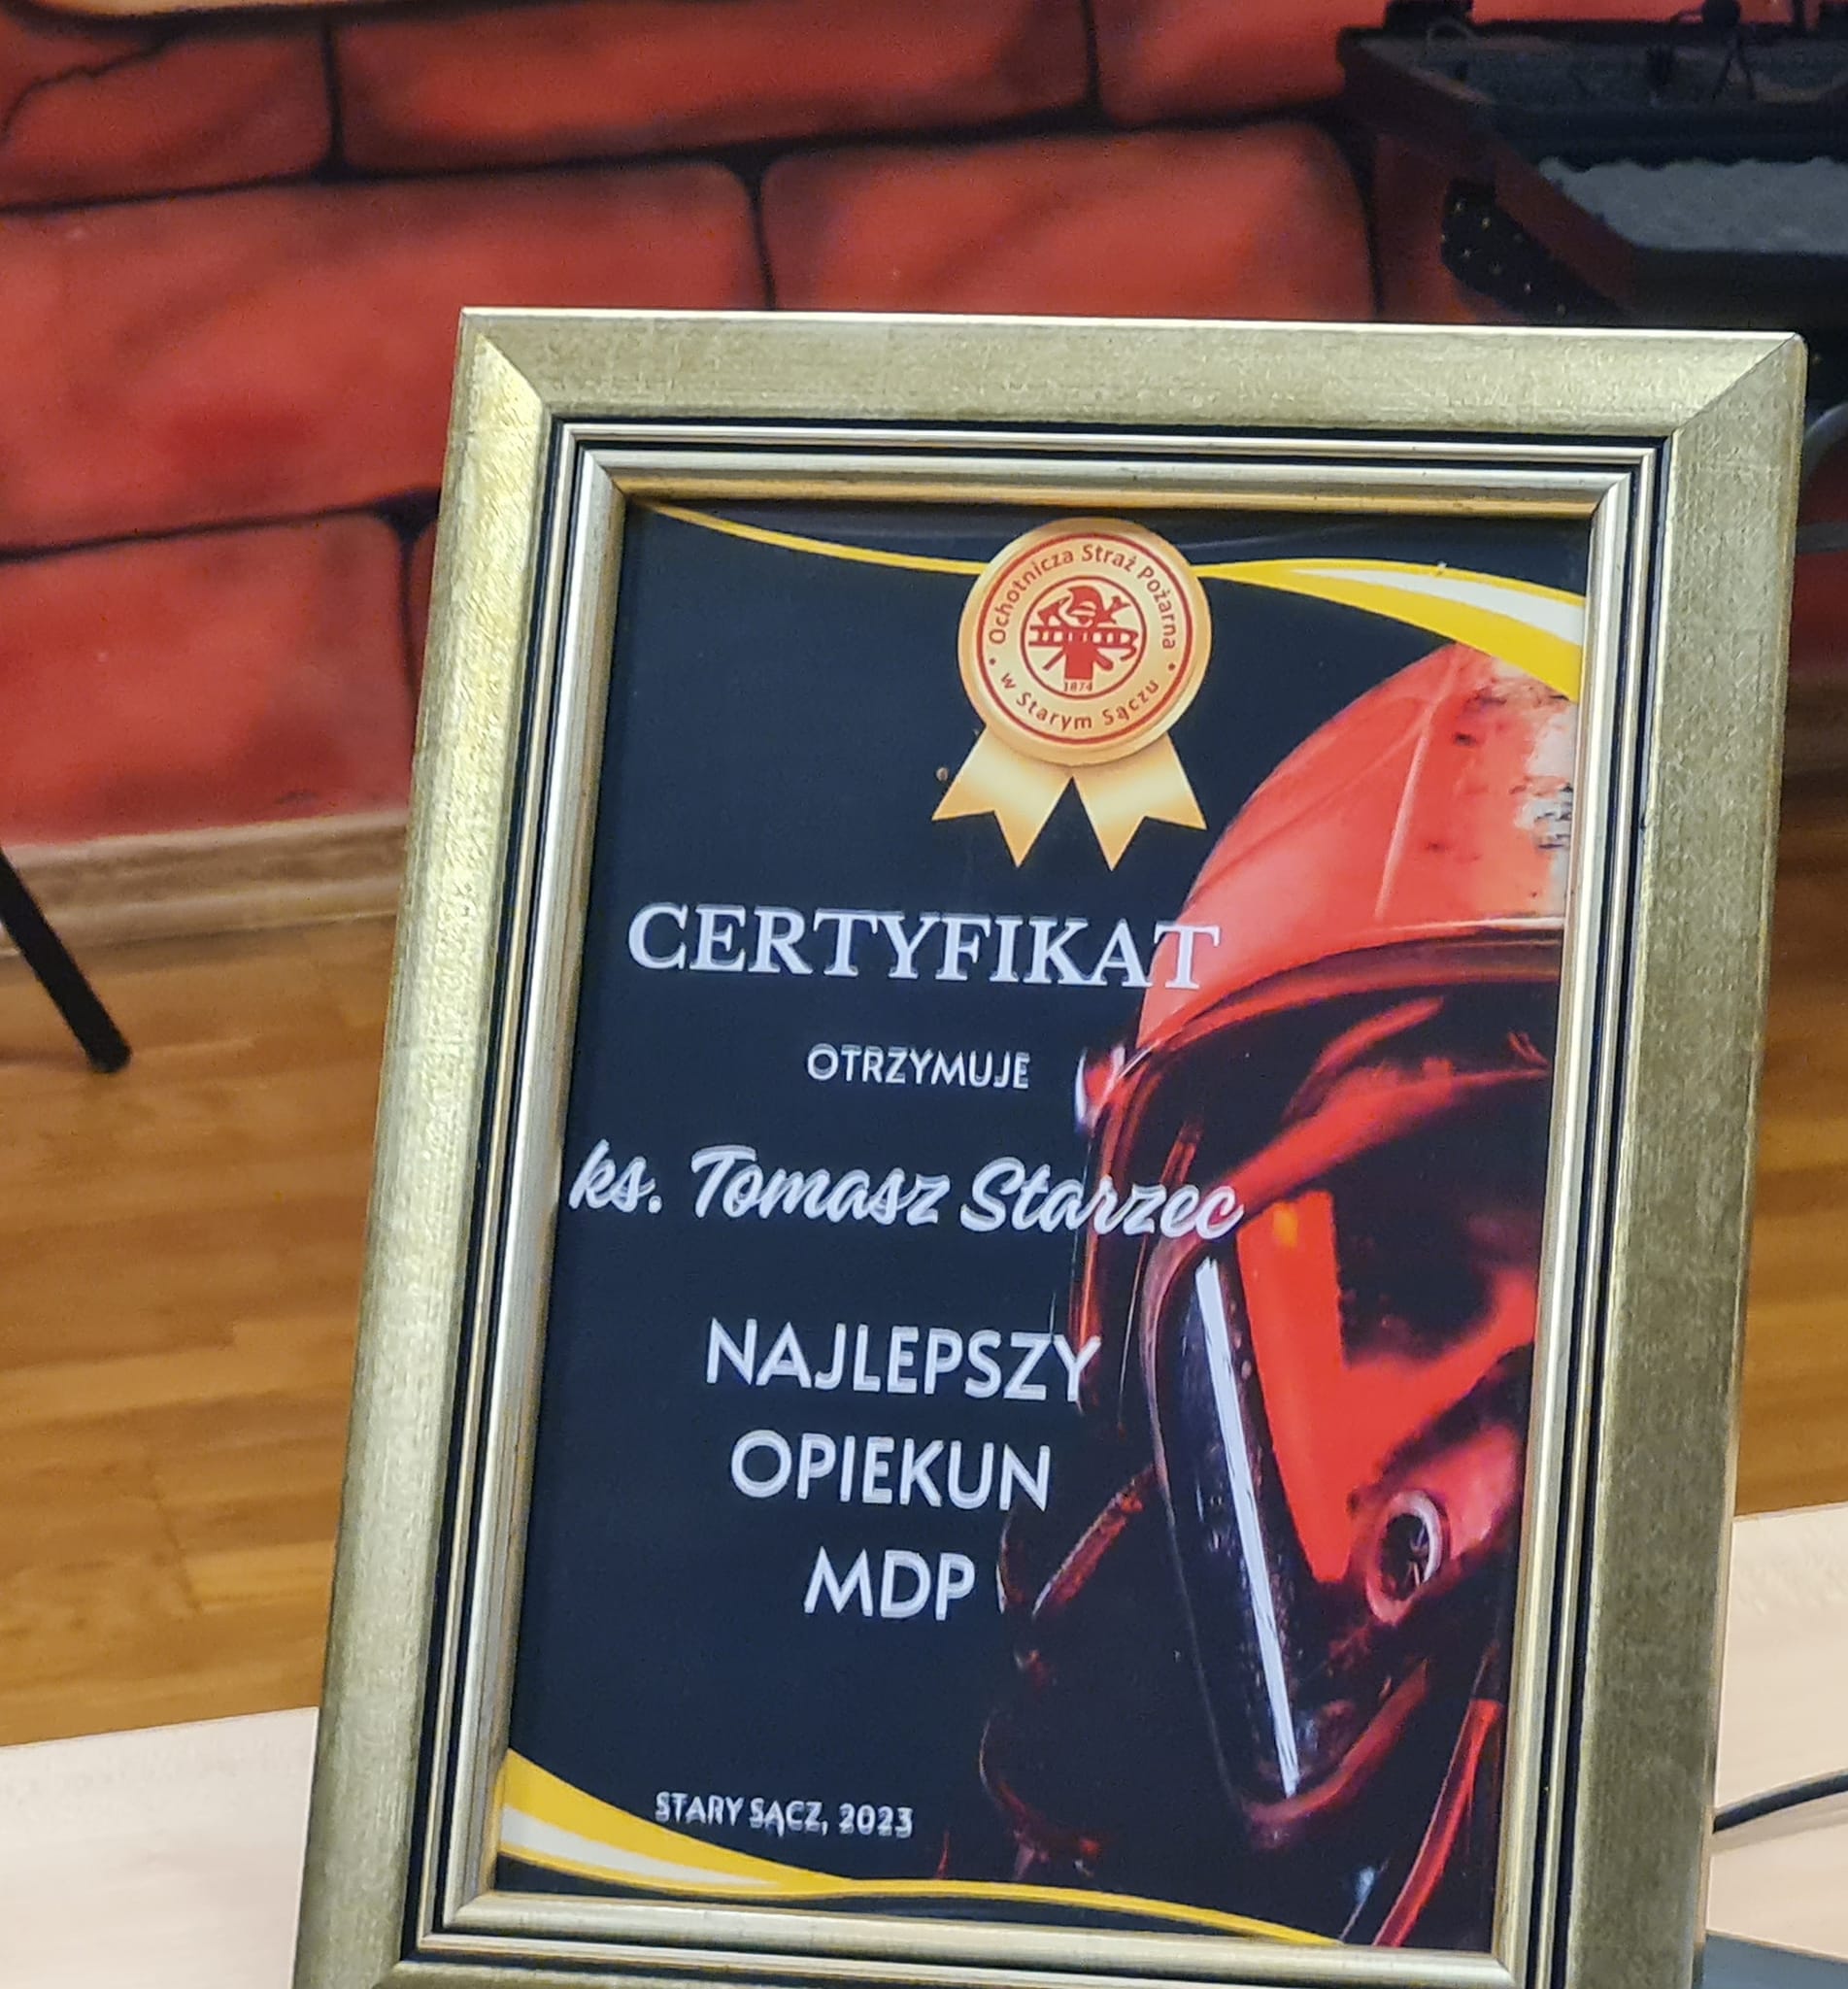 Ochotnicza Straż Pożarna
w Starym Sączu
1874
CERTYFIKAT
OTRZYMUJE
ks. Tomasz Starzec
NAJLEPSZY
OPIEKUN
MDP
STARY SĄCZ, 2023